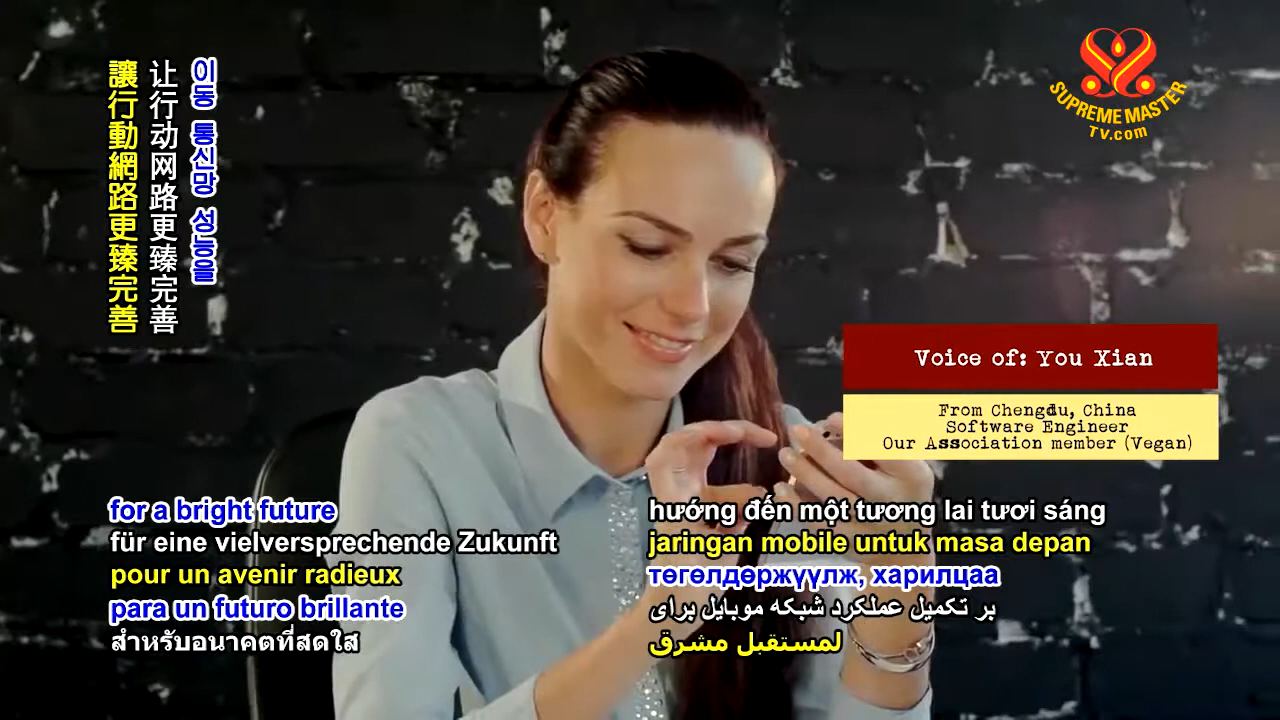 讓行動網路更臻完善
让行动网路更臻完善
이동 통신망 성능을
SUPREME MASTER
TV.com
Voice of: You Xian
From Chengdu, China
Software Engineer
Our Association member (Vegan)
for a bright future
für eine vielversprechende Zukunft
pour un avenir radieux
para un futuro brillante
สำหรับอนาคตที่สดใส
hướng đến một tương lai tươi sáng
jaringan mobile untuk masa depan
төгөлдөржүүлж, харилцаа
بر تکمیل عملکرد شبکه موبایل برای
لمستقبل مشرق